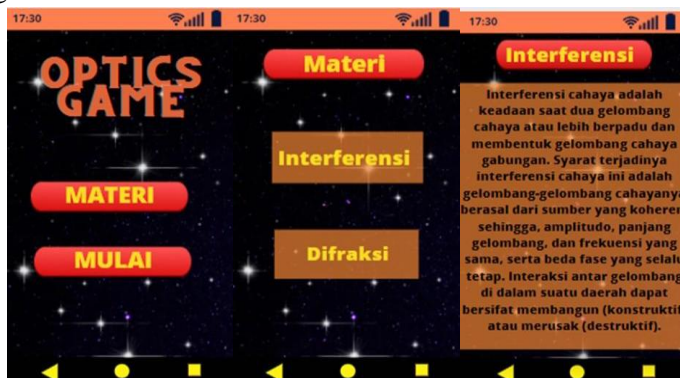 17:30
OPTICS
GAME
MATERI
MULAI
17:30
Materi
Interferensi
Difraksi
17:30
Interferensi
Interferensi cahaya adalah
keadaan saat dua gelombang
cahaya atau lebih berpadu dan
membentuk gelombang cahaya
gabungan. Syarat terjadinya
interferensi cahaya ini adalah
gelombang-gelombang cahayanya
berasal dari sumber yang koheren
sehingga, amplitudo, panjang
gelombang, dan frekuensi yang
sama, serta beda fase yang selalu
tetap. Interaksi antar gelombang
di dalam suatu daerah dapat
bersifat membangun (konstruktif
atau merusak (destruktif).